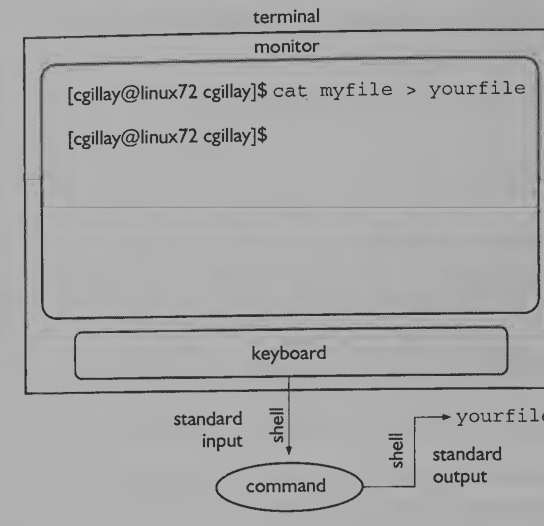 terminal
monitor
[cgillay@linux72 cgillay]$ cat myfile > yourfile
[cgillay@linux72 cgillay]$
keyboard
standard
input
shell
command
shell
yourfile
standard
output